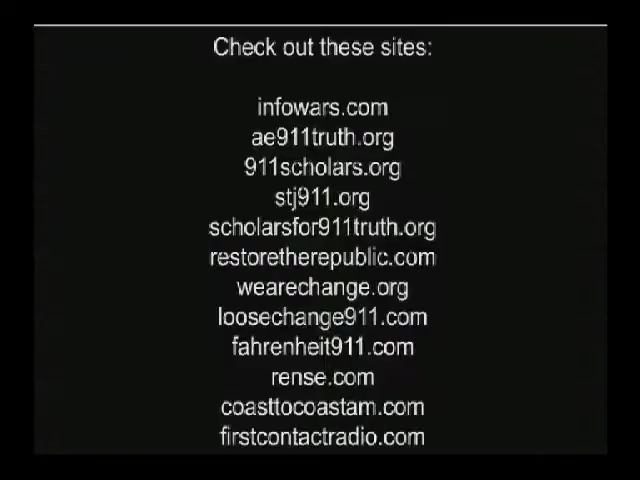 Check out these sites:
infowars.com
ae911truth.org
911scholars.org
stj911.org
scholarsfor911truth.org
restoretherepublic.com
wearechange.org
loosechange911.com
fahrenheit911.com
rense.com
coasttocoastam.com
firstcontactradio.com